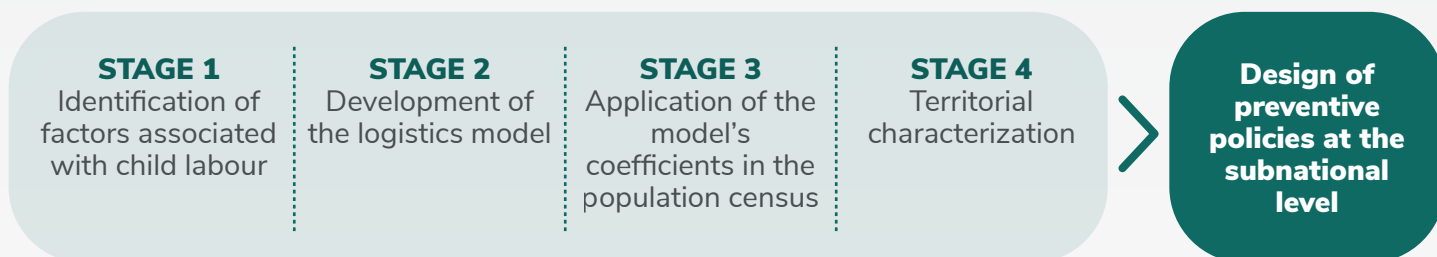 STAGE 1
Identification of
factors associated
with child labour
STAGE 2
Development of
the logistics model
STAGE 3
Application of the
model’s
coefficients in the
population census
STAGE 4
Territorial
characterization
Design of
preventive
policies at the
subnational
level